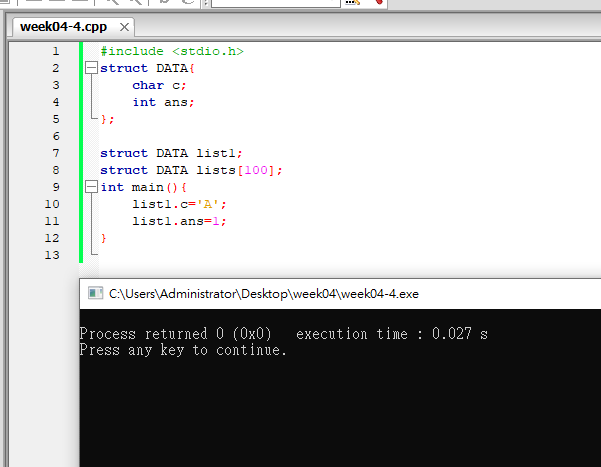 week04-4.cpp
1 #include <stdio.h>
2 struct DATA{
3 char c;
4 int ans;
5 };
6
7 struct DATA list1;
8 struct DATA lists[100];
9 int main(){
10 list1.c='A';
11 list1.ans=1;
12 }
13
C:\Users\Administrator\Desktop\week04\week04-4.exe
Process returned 0 (0x0) execution time : 0.027 s
Press any key to continue.